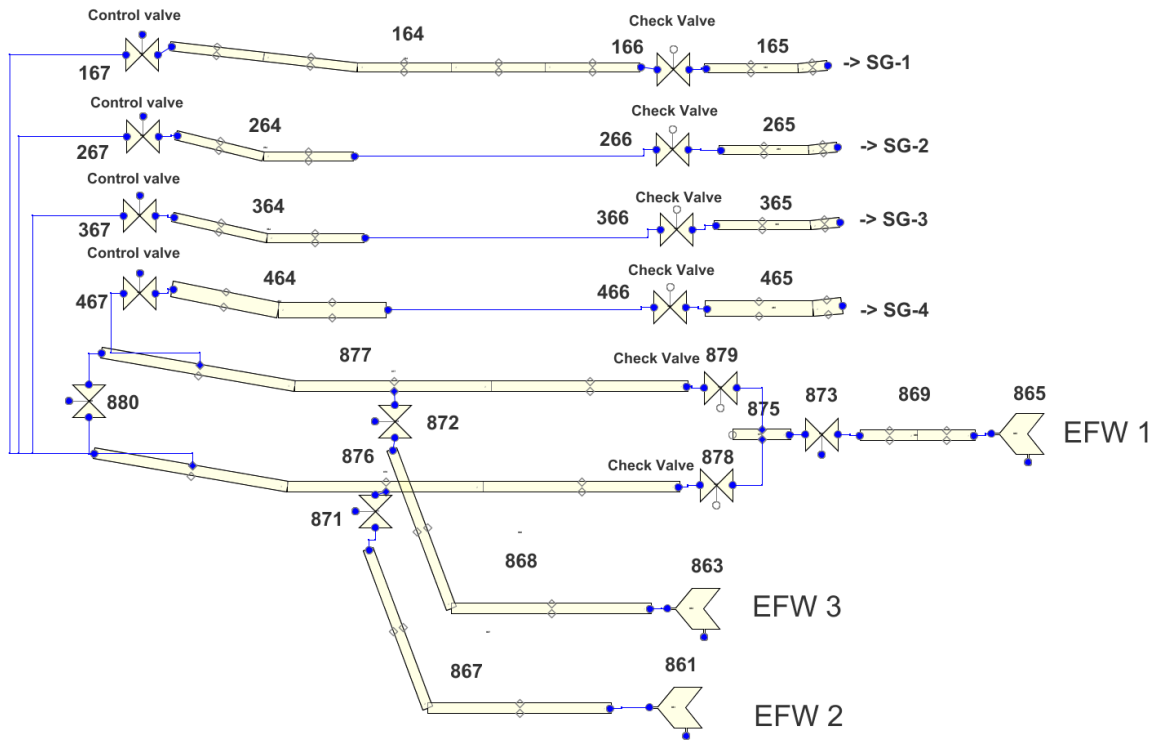 Control valve
164
Check Valve
167
166
165
-> SG-1
Control valve
264
Check Valve
267
266
265
-> SG-2
Control valve
364
Check Valve
367
366
365
-> SG-3
Control valve
464
Check Valve
467
466
465
-> SG-4
877
Check Valve
879
880
872
875
873
869
865
EFW 1
876
Check Valve
878
871
868
863
EFW 3
867
861
EFW 2